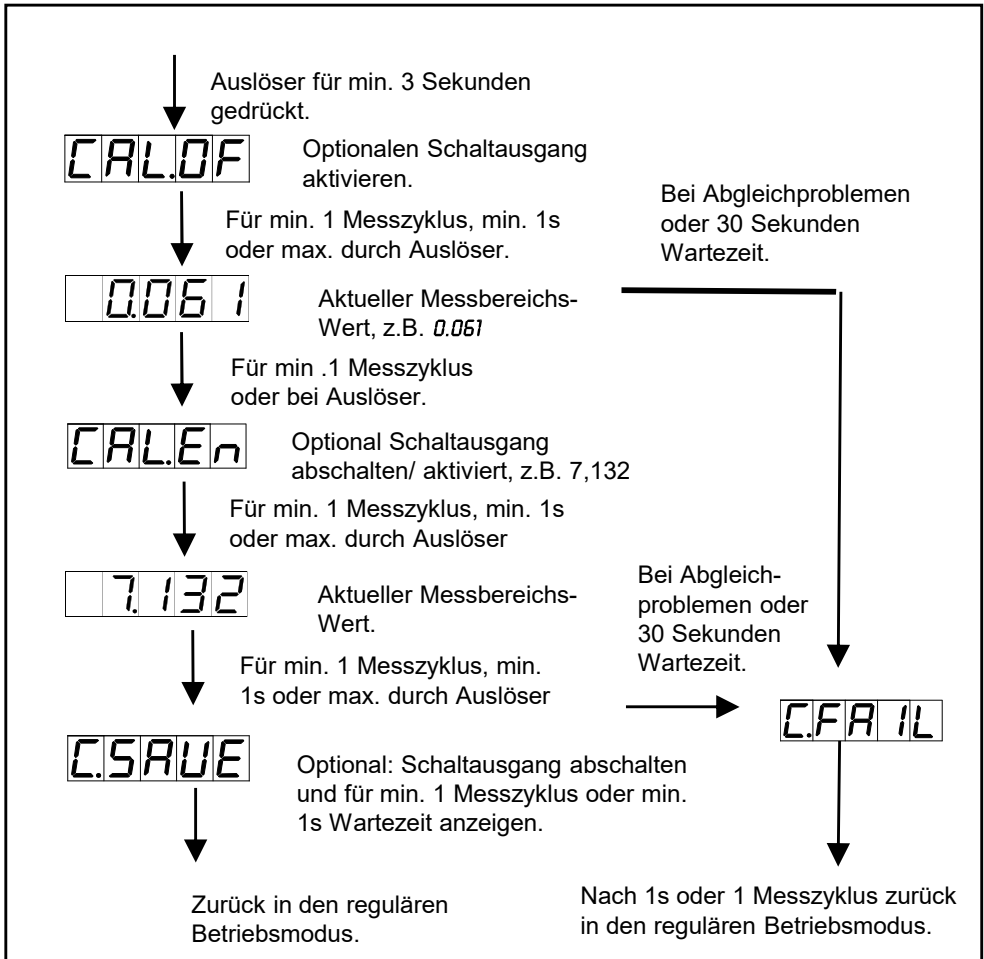 Auslöser für min. 3 Sekunden
gedrückt.
CAL.OF
Optionalen Schaltausgang
aktivieren.
Für min. 1 Messzyklus, min. 1s
oder max. durch Auslöser.
Bei Abgleichproblemen
oder 30 Sekunden
Wartezeit.
0.061
Aktueller Messbereichs-
Wert, z.B. 0.061
Für min .1 Messzyklus
oder bei Auslöser.
CAL.En
Optional Schaltausgang
abschalten/ aktiviert, z.B. 7,132
Für min. 1 Messzyklus, min. 1s
oder max. durch Auslöser
7.132
Aktueller Messbereichs-
Wert.
Bei Abgleich-
problemen oder
30 Sekunden
Wartezeit.
Für min. 1 Messzyklus, min.
1s oder max. durch Auslöser
C.FAIL
C.SAVE
Optional: Schaltausgang abschalten
und für min. 1 Messzyklus oder min.
1s Wartezeit anzeigen.
Zurück in den regulären
Betriebsmodus.
Nach 1s oder 1 Messzyklus zurück
in den regulären Betriebsmodus.